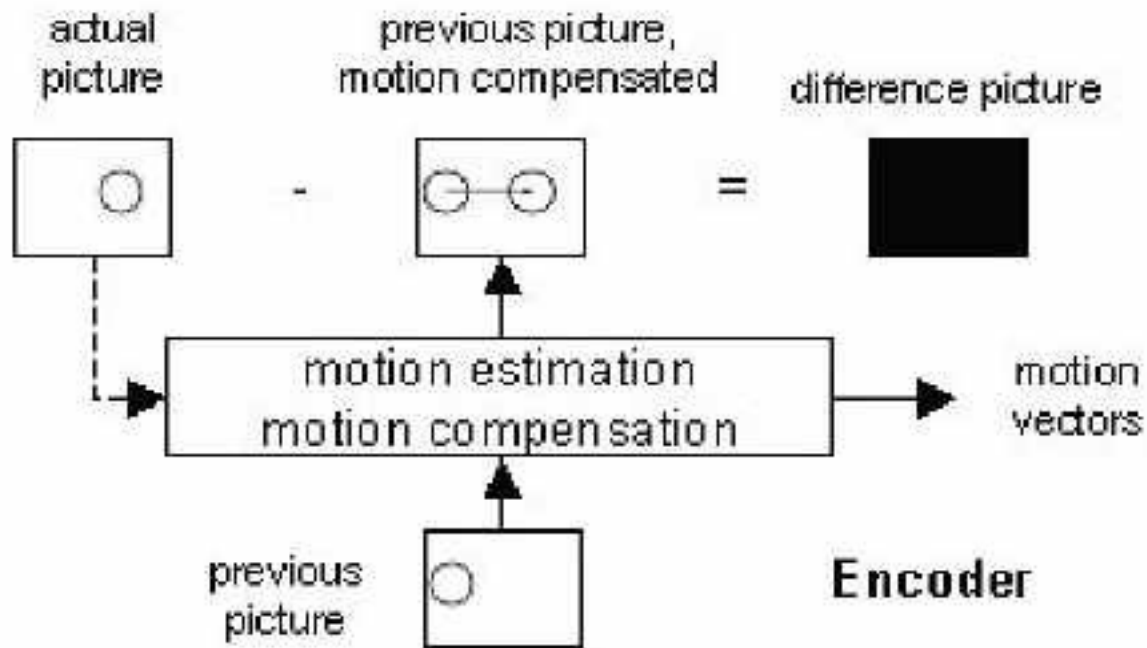 actual
picture
previous picture,
motion compensated
difference picture
-
=
motion estimation
motion compensation
motion
vectors
previous
picture
Encoder